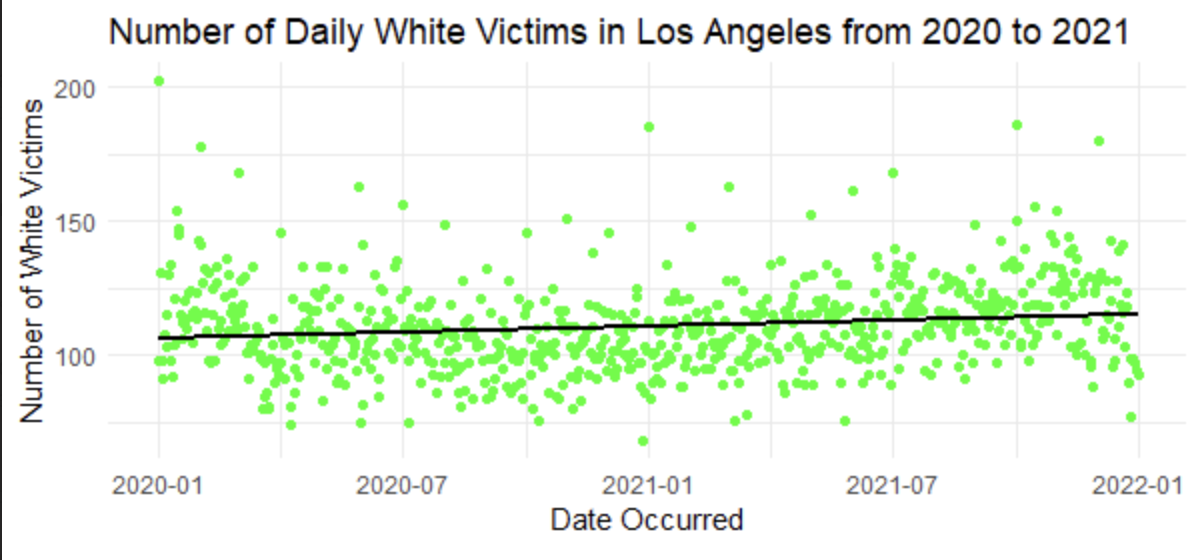 Number of Daily White Victims in Los Angeles from 2020 to 2021
Number of White Victims
200
150
100
2020-01 2020-07 2021-01 2021-07 2022-01
Date Occurred